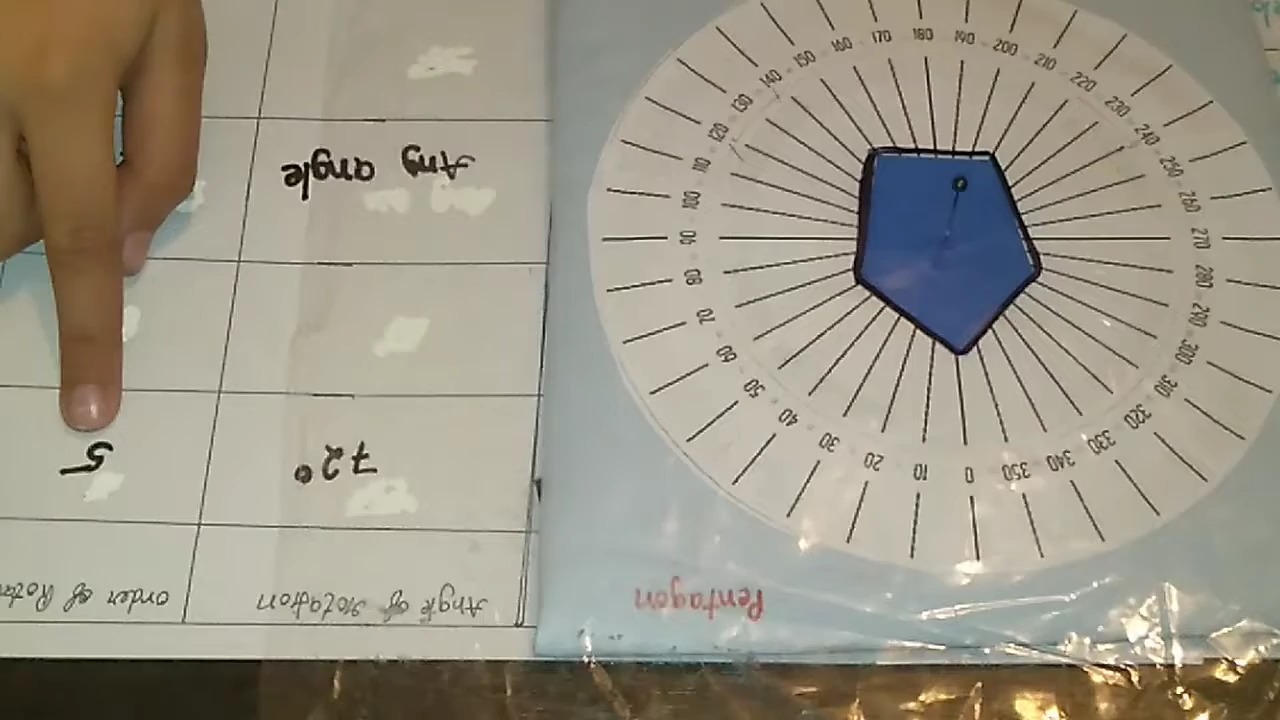 Pentagon
Angle of rotation
order of Rota
72°
5
Any angle
0 10 20 30 40 50 60 70 80 90 100 110 120 130 140 150 160 170 180 190 200 210 220 230 240 250 260 270 280 290 300 310 320 330 340 350